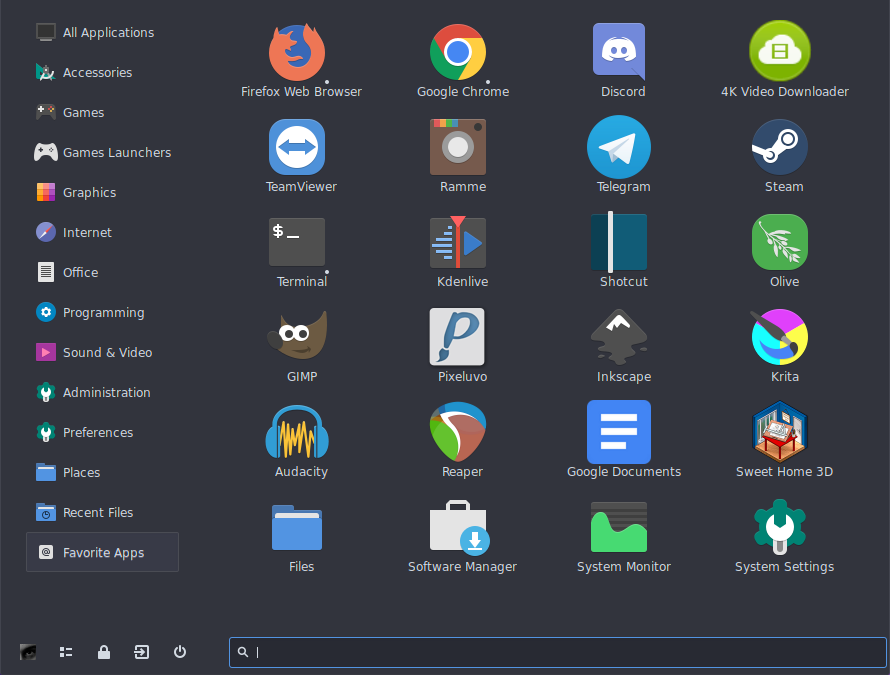 All Applications
Accessories
Games
Games Launchers
Graphics
Internet
Office
Programming
Sound & Video
Administration
Preferences
Places
Recent Files
@ Favorite Apps
Firefox Web Browser
Google Chrome
Discord
4K Video Downloader
TeamViewer
Ramme
Telegram
Steam
$ _
Terminal
Kdenlive
Shotcut
Olive
GIMP
P
Pixeluvo
Inkscape
Krita
Audacity
Reaper
Google Documents
Sweet Home 3D
Files
Software Manager
System Monitor
System Settings